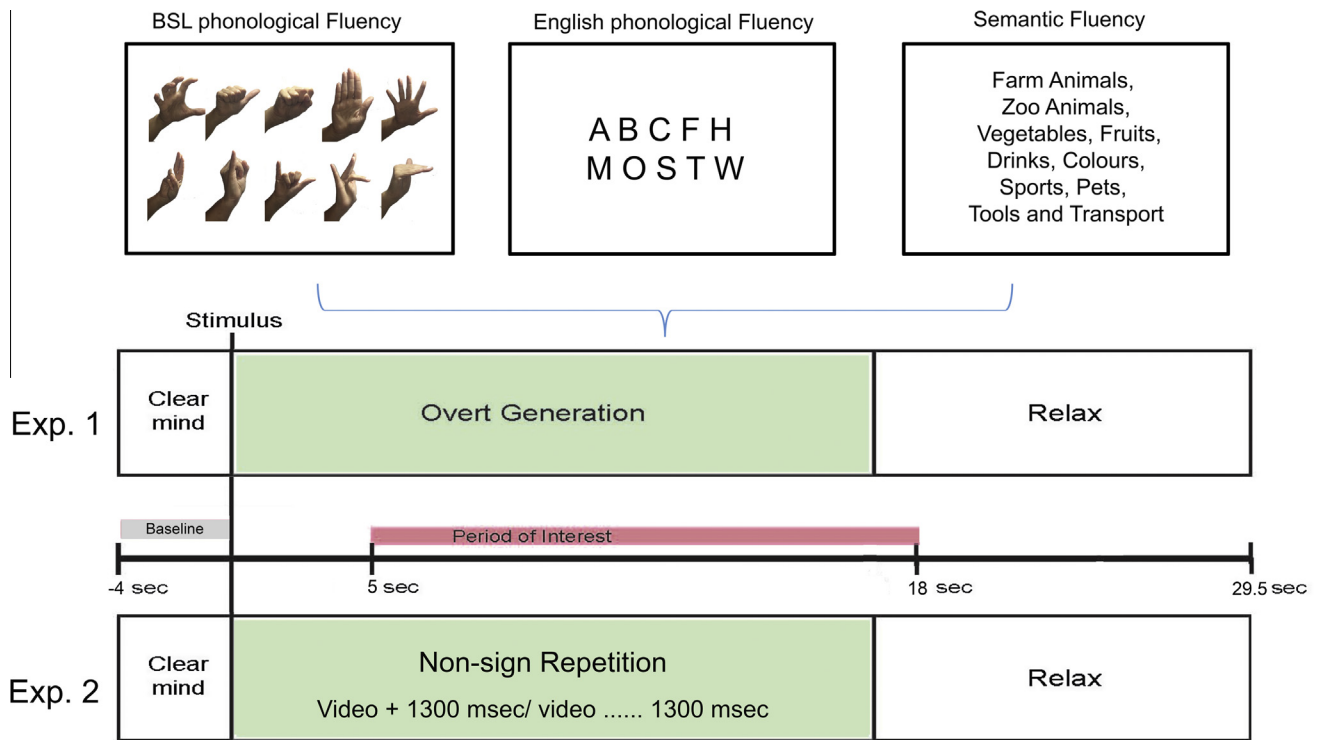 BSL phonological Fluency
English phonological Fluency
Semantic Fluency
A B C F H
M O S T W
Farm Animals,
Zoo Animals,
Vegetables, Fruits,
Drinks, Colours,
Sports, Pets,
Tools and Transport
Stimulus
Exp. 1
Clear
mind
Overt Generation
Relax
Baseline
Period of Interest
-4 sec
5 sec
18 sec
29.5 sec
Exp. 2
Clear
mind
Non-sign Repetition
Video + 1300 msec/ video ...... 1300 msec
Relax